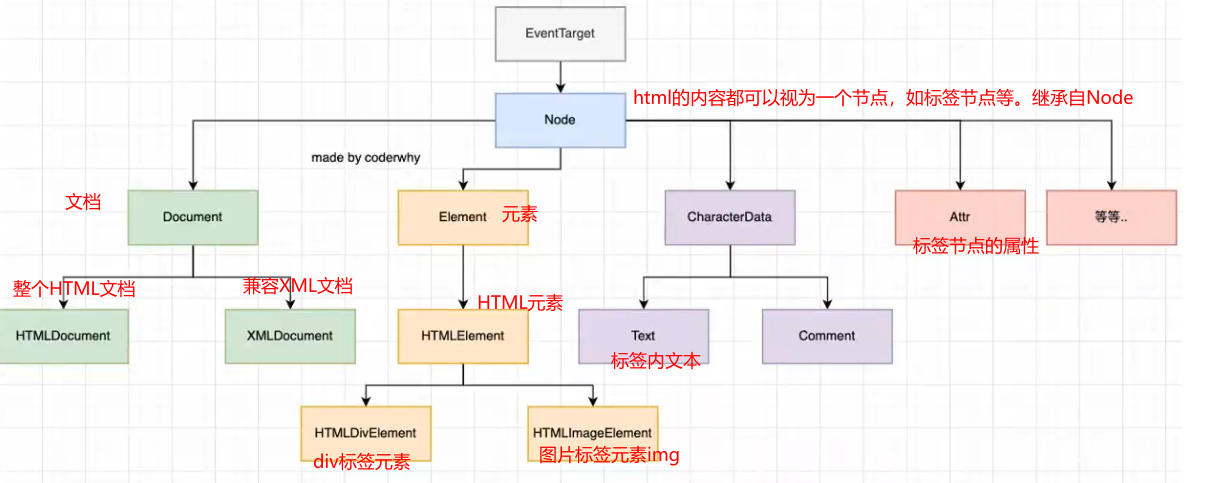 EventTarget
html的内容都可以视为一个节点，如标签节点等。继承自Node
Node
made by coderwhy
文档
Document
Element
元素
CharacterData
Attr
标签节点的属性
等等..
整个HTML文档
兼容XML文档
HTML元素
HTMLDocument
XMLDocument
HTMLElement
Text
标签内文本
Comment
HTMLDivElement
div标签元素
HTMLImageElement
图片标签元素img